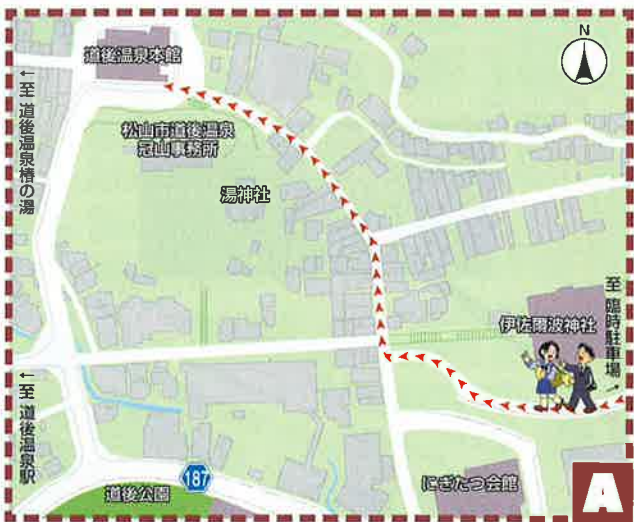 道後温泉本館
N
← 至 道後温泉椿の湯
松山市道後温泉
冠山事務所
湯神社
伊佐爾波神社
至 臨時駐車場 →
← 至 道後温泉駅
187
道後公園
にぎたつ会館
A